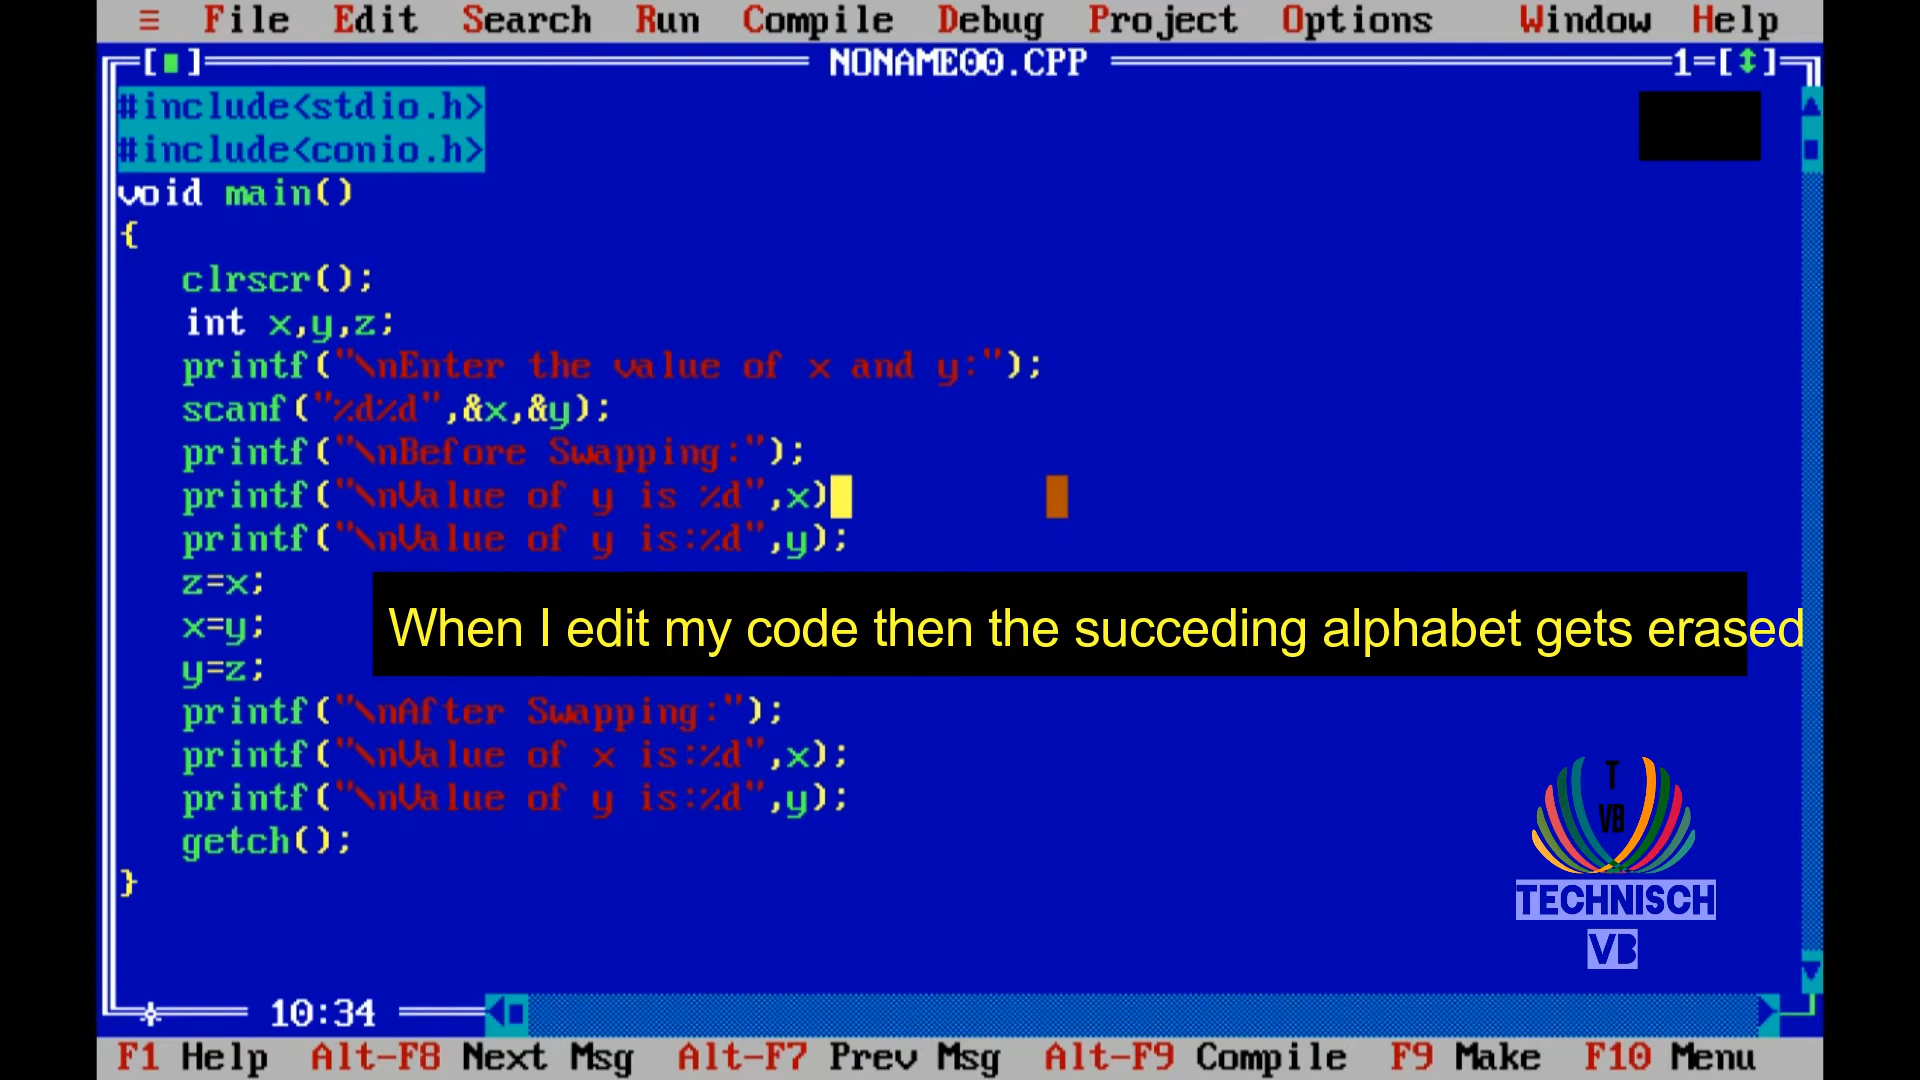 ≡ File Edit Search Run Compile Debug Project Options Window Help
[■] NONAME00.CPP 1=[↕]
#include<stdio.h>
#include<conio.h>
void main()
{
clrscr();
int x,y,z;
printf("\nEnter the value of x and y:");
scanf("%d%d",&x,&y);
printf("\nBefore Swapping:");
printf("\nValue of y is %d",x)
printf("\nValue of y is:%d",y);
z=x;
x=y;
y=z;
When I edit my code then the succeding alphabet gets erased
printf("\nAfter Swapping:");
printf("\nValue of x is:%d",x);
printf("\nValue of y is:%d",y);
getch();
}
T
VB
TECHNISCH
VB
10:34
F1 Help Alt-F8 Next Msg Alt-F7 Prev Msg Alt-F9 Compile F9 Make F10 Menu